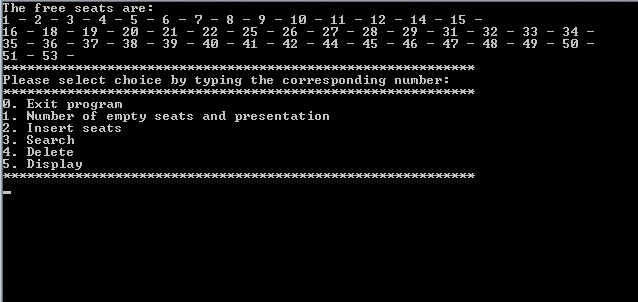 The free seats are:
1 - 2 - 3 - 4 - 5 - 6 - 7 - 8 - 9 - 10 - 11 - 12 - 14 - 15 -
16 - 18 - 19 - 20 - 21 - 22 - 25 - 26 - 27 - 28 - 29 - 31 - 32 - 33 - 34 -
35 - 36 - 37 - 38 - 39 - 40 - 41 - 42 - 44 - 45 - 46 - 47 - 48 - 49 - 50 -
51 - 53 -
***********************************************************
Please select choice by typing the corresponding number:
***********************************************************
0. Exit program
1. Number of empty seats and presentation
2. Insert seats
3. Search
4. Delete
5. Display
***********************************************************